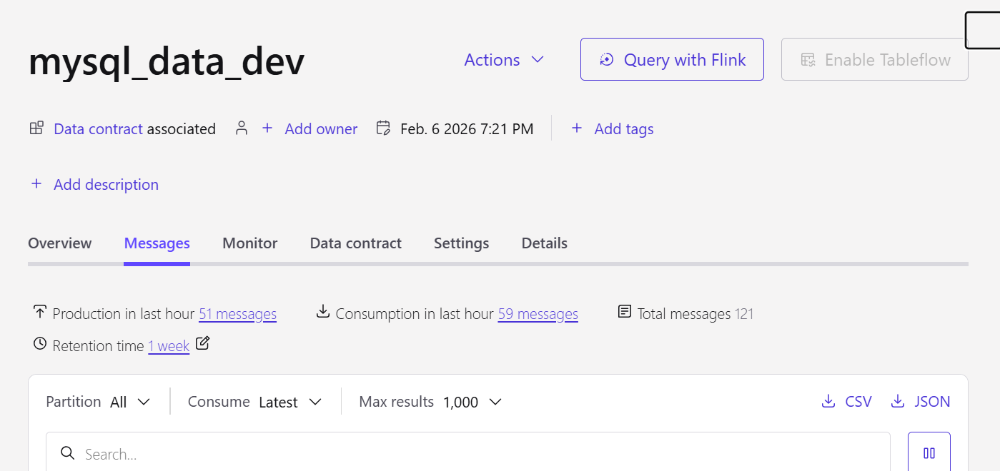 mysql_data_dev
Actions
Query with Flink
Enable Tableflow
Data contract associated
Add owner
Feb. 6 2026 7:21 PM
Add tags
Add description
Overview
Messages
Monitor
Data contract
Settings
Details
Production in last hour 51 messages
Consumption in last hour 59 messages
Total messages 121
Retention time 1 week
Partition All
Consume Latest
Max results 1,000
CSV
JSON
Search...